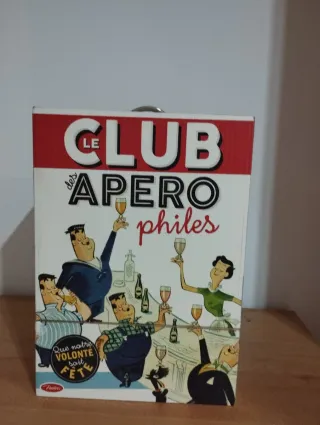 LE CLUB
des APERO
philes
Que notre
VOLONTÉ
soit
FÊTE